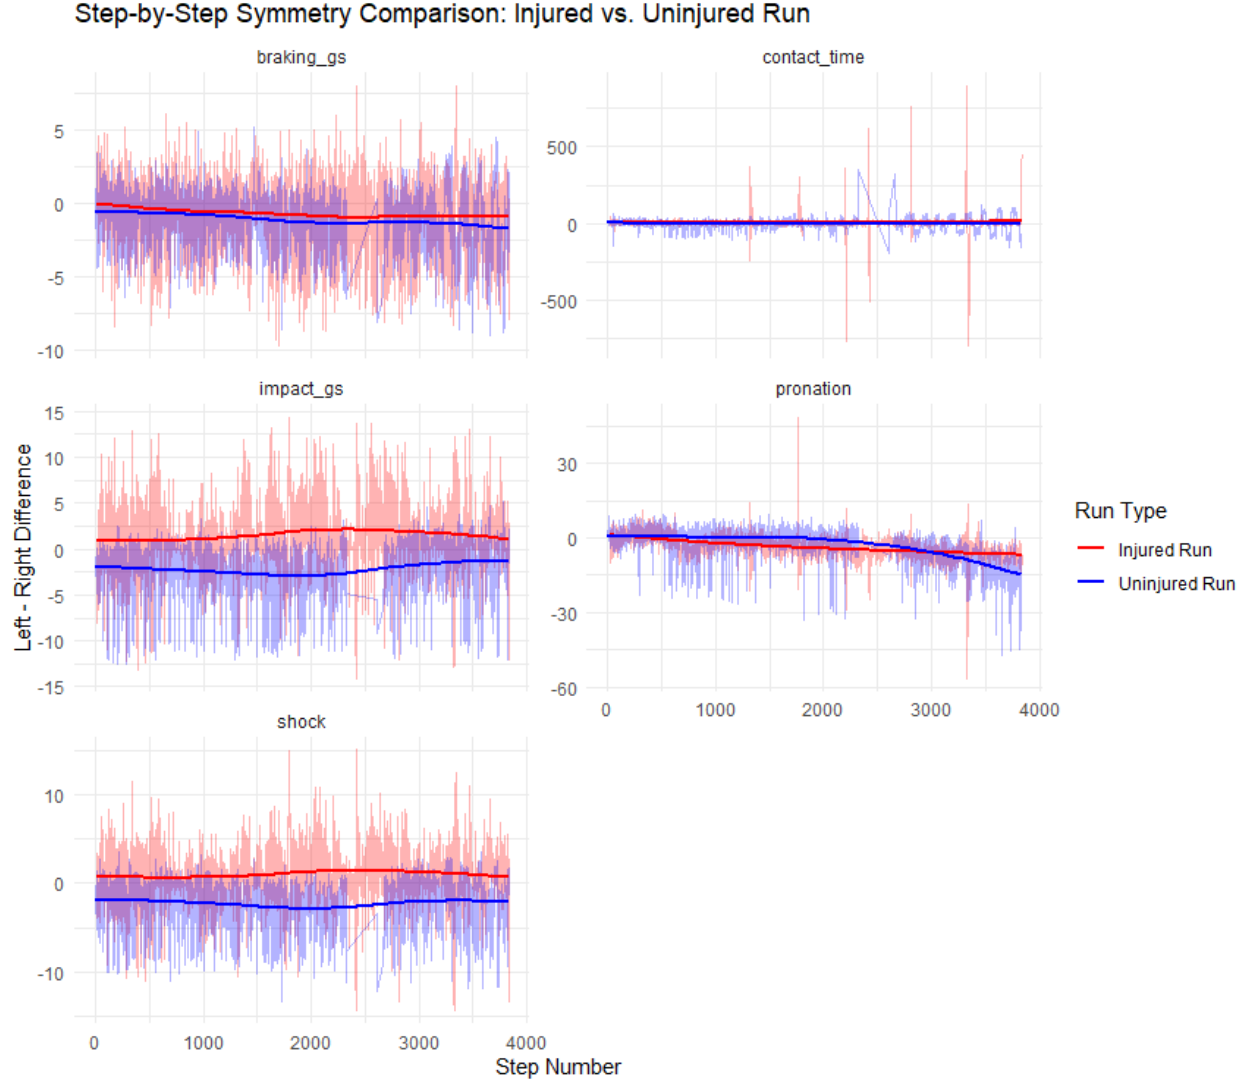 Step-by-Step Symmetry Comparison: Injured vs. Uninjured Run
braking_gs
5
0
-5
-10
contact_time
500
0
-500
impact_gs
15
10
5
0
-5
-10
-15
pronation
30
0
-30
-60
0 1000 2000 3000 4000
shock
10
0
-10
0 1000 2000 3000 4000
Step Number
Left - Right Difference
Run Type
Injured Run
Uninjured Run